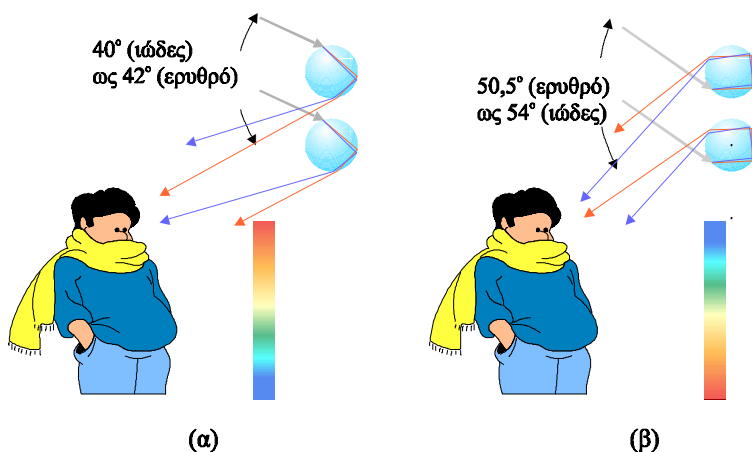 40° (ιώδες)
ως 42° (ερυθρό)
50,5° (ερυθρό)
ως 54° (ιώδες)
(α)
(β)